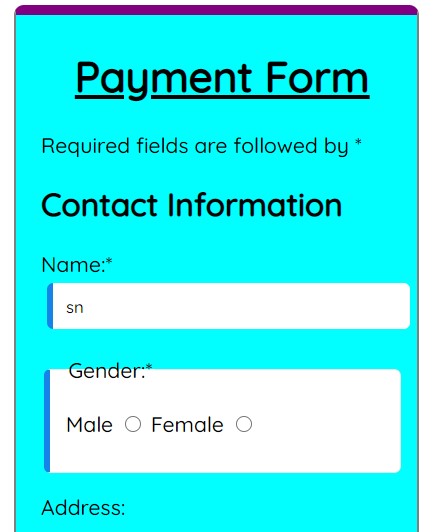 Payment Form
Required fields are followed by *
Contact Information
Name:*
sn
Gender:*
Male Female
Address: